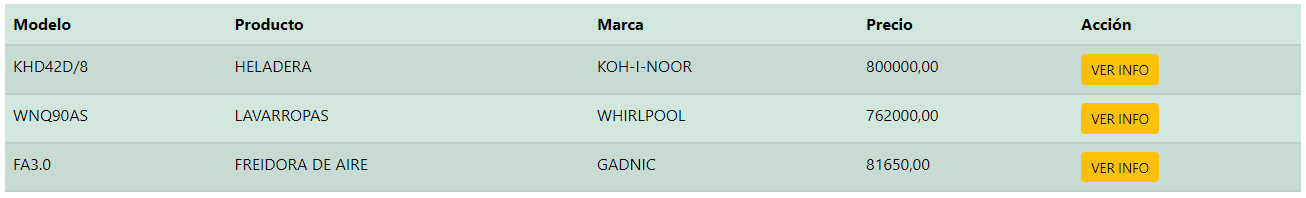 Modelo Producto Marca Precio Acción
KHD42D/8 HELADERA KOH-I-NOOR 800000,00 VER INFO
WNQ90AS LAVARROPAS WHIRLPOOL 762000,00 VER INFO
FA3.0 FREIDORA DE AIRE GADNIC 81650,00 VER INFO